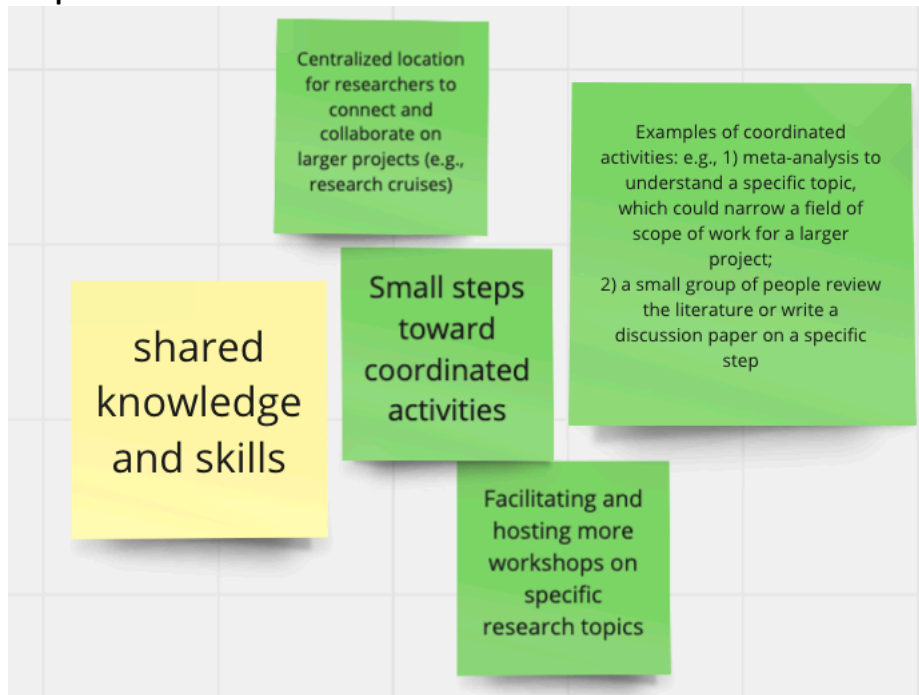 Centralized location
for researchers to
connect and
collaborate on
larger projects (e.g.,
research cruises)
Examples of coordinated
activities: e.g., 1) meta-analysis to
understand a specific topic,
which could narrow a field of
scope of work for a larger
project;
2) a small group of people review
the literature or write a
discussion paper on a specific
step
Small steps
toward
coordinated
activities
shared
knowledge
and skills
Facilitating and
hosting more
workshops on
specific
research topics